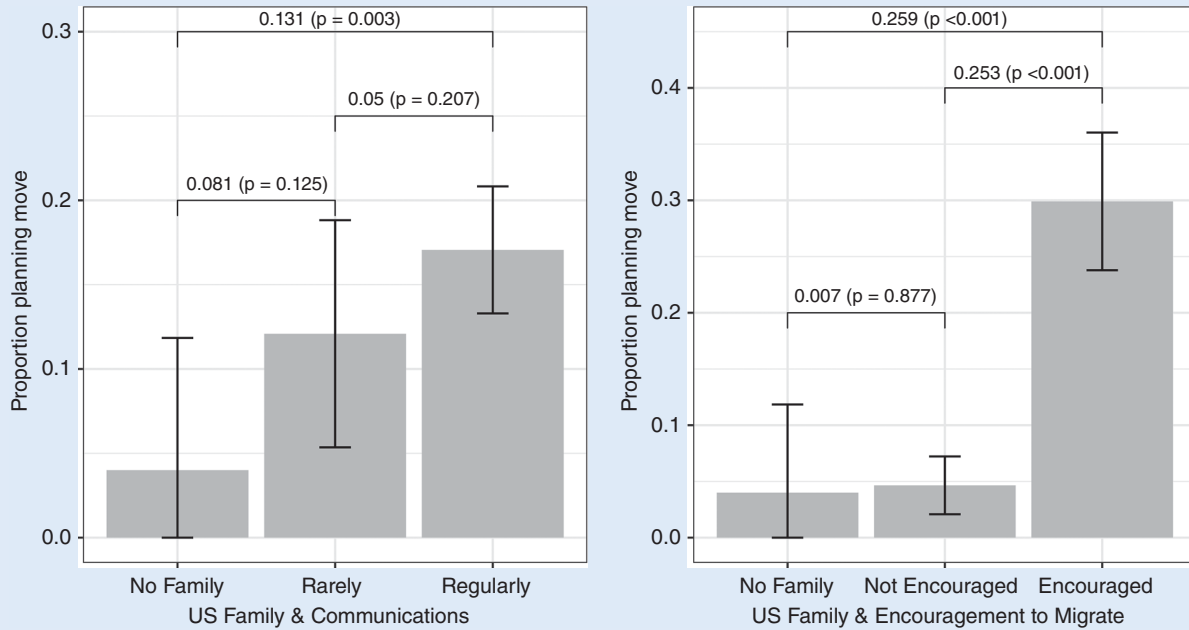 0.131 (p = 0.003)
0.05 (p = 0.207)
0.081 (p = 0.125)
0.3
0.2
0.1
0.0
Proportion planning move
No Family Rarely Regularly
US Family & Communications
0.259 (p <0.001)
0.253 (p <0.001)
0.007 (p = 0.877)
0.4
0.3
0.2
0.1
0.0
Proportion planning move
No Family Not Encouraged Encouraged
US Family & Encouragement to Migrate